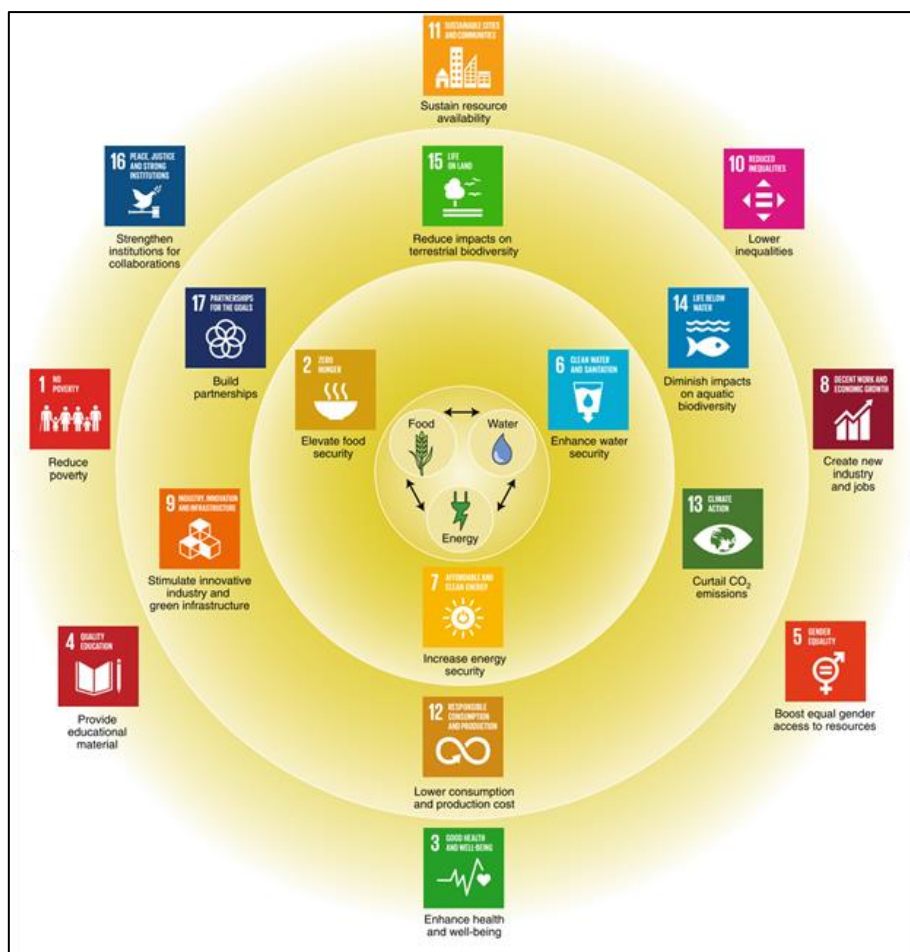 11 SUSTAINABLE CITIES
AND COMMUNITIES
Sustain resource
availability
16 PEACE, JUSTICE
AND STRONG
INSTITUTIONS
Strengthen
institutions for
collaborations
15 LIFE
ON LAND
Reduce impacts on
terrestrial biodiversity
10 REDUCED
INEQUALITIES
Lower
inequalities
17 PARTNERSHIPS
FOR THE GOALS
Build
partnerships
14 LIFE BELOW
WATER
Diminish impacts
on aquatic
biodiversity
1 NO
POVERTY
Reduce
poverty
2 ZERO
HUNGER
Elevate food
security
6 CLEAN WATER
AND SANITATION
Enhance water
security
8 DECENT WORK AND
ECONOMIC GROWTH
Create new
industry
and jobs
Food
Water
Energy
9 INDUSTRY, INNOVATION
AND INFRASTRUCTURE
Stimulate innovative
industry and
green infrastructure
13 CLIMATE
ACTION
Curtail CO2
emissions
7 AFFORDABLE AND
CLEAN ENERGY
Increase energy
security
4 QUALITY
EDUCATION
Provide
educational
material
5 GENDER
EQUALITY
Boost equal gender
access to resources
12 RESPONSIBLE
CONSUMPTION
AND PRODUCTION
Lower consumption
and production cost
3 GOOD HEALTH
AND WELL-BEING
Enhance health
and well-being